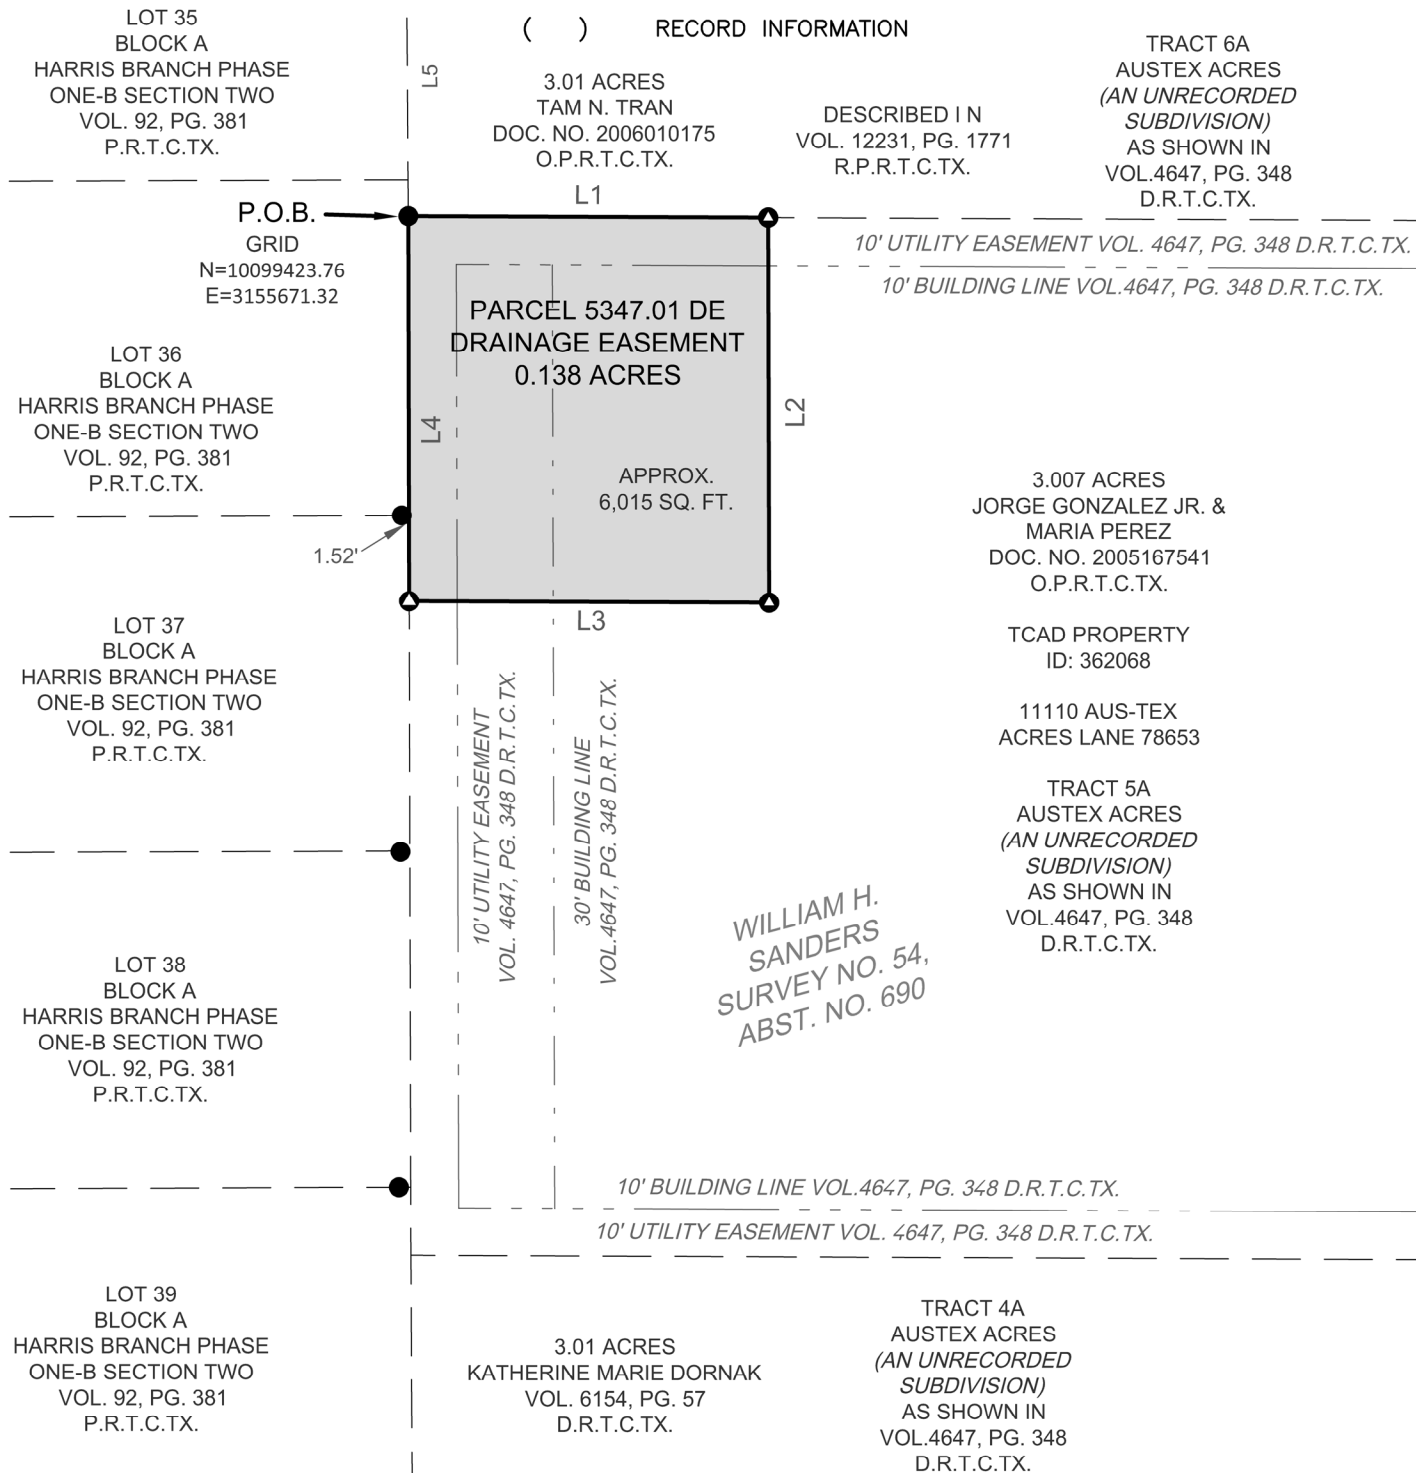 LOT 35
BLOCK A
HARRIS BRANCH PHASE
ONE-B SECTION TWO
VOL. 92, PG. 381
P.R.T.C.TX.
L5
( ) RECORD INFORMATION
3.01 ACRES
TAM N. TRAN
DOC. NO. 2006010175
O.P.R.T.C.TX.
DESCRIBED I N
VOL. 12231, PG. 1771
R.P.R.T.C.TX.
TRACT 6A
AUSTEX ACRES
(AN UNRECORDED
SUBDIVISION)
AS SHOWN IN
VOL.4647, PG. 348
D.R.T.C.TX.
L1
P.O.B.
GRID
N=10099423.76
E=3155671.32
10' UTILITY EASEMENT VOL. 4647, PG. 348 D.R.T.C.TX.
10' BUILDING LINE VOL.4647, PG. 348 D.R.T.C.TX.
PARCEL 5347.01 DE
DRAINAGE EASEMENT
0.138 ACRES
L4
L2
APPROX.
6,015 SQ. FT.
LOT 36
BLOCK A
HARRIS BRANCH PHASE
ONE-B SECTION TWO
VOL. 92, PG. 381
P.R.T.C.TX.
1.52'
L3
3.007 ACRES
JORGE GONZALEZ JR. &
MARIA PEREZ
DOC. NO. 2005167541
O.P.R.T.C.TX.
TCAD PROPERTY
ID: 362068
11110 AUS-TEX
ACRES LANE 78653
TRACT 5A
AUSTEX ACRES
(AN UNRECORDED
SUBDIVISION)
AS SHOWN IN
VOL.4647, PG. 348
D.R.T.C.TX.
LOT 37
BLOCK A
HARRIS BRANCH PHASE
ONE-B SECTION TWO
VOL. 92, PG. 381
P.R.T.C.TX.
10' UTILITY EASEMENT
VOL. 4647, PG. 348 D.R.T.C.TX.
30' BUILDING LINE
VOL.4647, PG. 348 D.R.T.C.TX.
WILLIAM H.
SANDERS
SURVEY NO. 54,
ABST. NO. 690
LOT 38
BLOCK A
HARRIS BRANCH PHASE
ONE-B SECTION TWO
VOL. 92, PG. 381
P.R.T.C.TX.
10' BUILDING LINE VOL.4647, PG. 348 D.R.T.C.TX.
10' UTILITY EASEMENT VOL. 4647, PG. 348 D.R.T.C.TX.
LOT 39
BLOCK A
HARRIS BRANCH PHASE
ONE-B SECTION TWO
VOL. 92, PG. 381
P.R.T.C.TX.
3.01 ACRES
KATHERINE MARIE DORNAK
VOL. 6154, PG. 57
D.R.T.C.TX.
TRACT 4A
AUSTEX ACRES
(AN UNRECORDED
SUBDIVISION)
AS SHOWN IN
VOL.4647, PG. 348
D.R.T.C.TX.